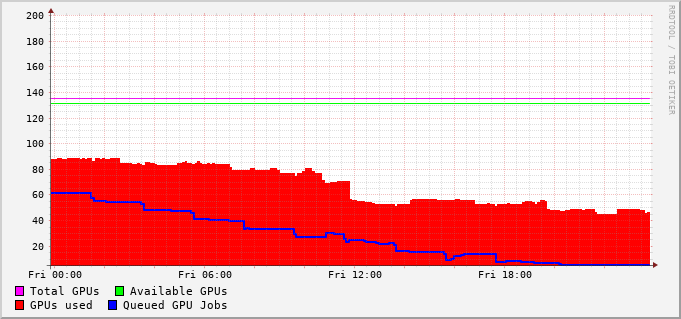 200
180
160
140
120
100
80
60
40
20
Fri 00:00 Fri 06:00 Fri 12:00 Fri 18:00
Total GPUs Available GPUs
GPUs used Queued GPU Jobs
RRDTOOL / TOBI OETIKER